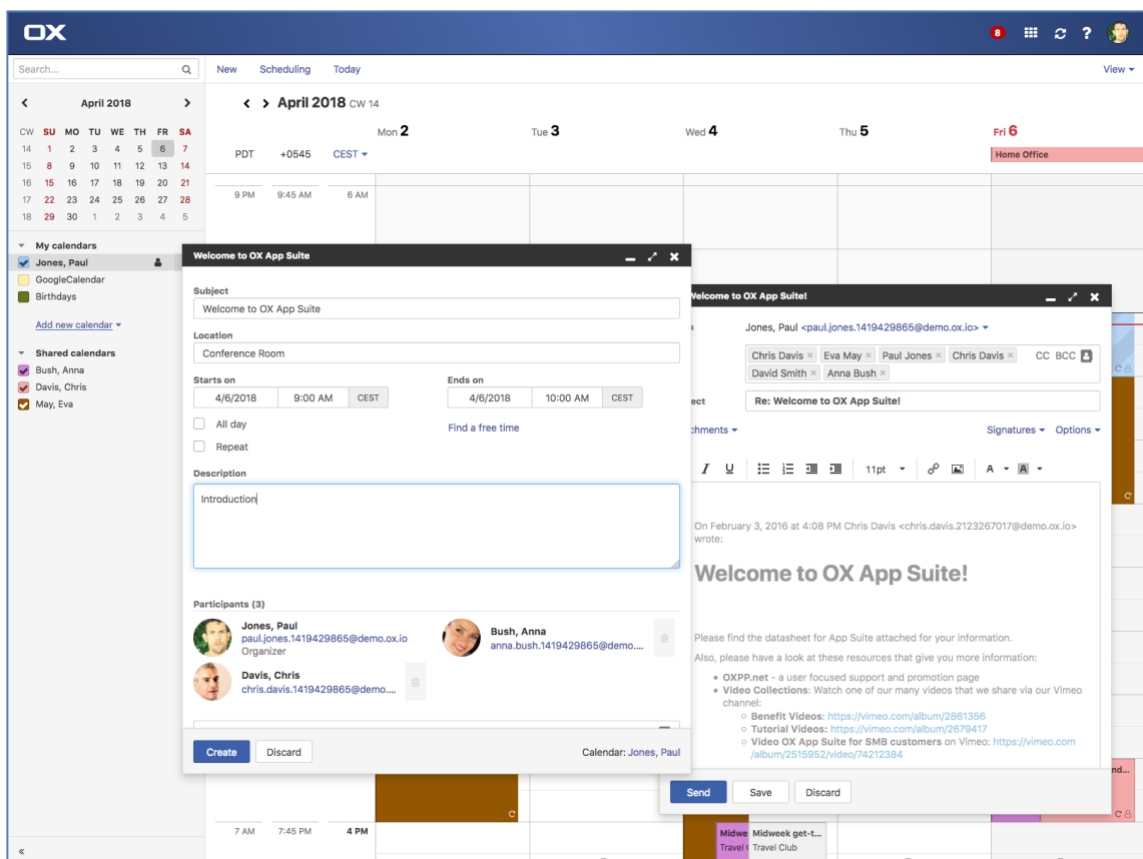 OX
8
?
Search...
New Scheduling Today
View
April 2018
April 2018 CW 14
CW SU MO TU WE TH FR SA
14 1 2 3 4 5 6 7
15 8 9 10 11 12 13 14
16 15 16 17 18 19 20 21
17 22 23 24 25 26 27 28
18 29 30 1 2 3 4 5
Mon 2 Tue 3 Wed 4 Thu 5 Fri 6
PDT +0545 CEST
Home Office
9 PM 9:45 AM 6 AM
My calendars
Jones, Paul
GoogleCalendar
Birthdays
Add new calendar
Shared calendars
Bush, Anna
Davis, Chris
May, Eva
Welcome to OX App Suite
Subject
Welcome to OX App Suite
Location
Conference Room
Starts on Ends on
4/6/2018 9:00 AM CEST 4/6/2018 10:00 AM CEST
All day Find a free time
Repeat
Description
Introduction
Participants (3)
Jones, Paul
paul.jones.1419429865@demo.ox.io
Organizer
Bush, Anna
anna.bush.1419429865@demo....
Davis, Chris
chris.davis.1419429865@demo....
Create Discard Calendar: Jones, Paul
Welcome to OX App Suite!
Jones, Paul <paul.jones.1419429865@demo.ox.io>
Chris Davis × Eva May × Paul Jones × Chris Davis × CC BCC
David Smith × Anna Bush ×
ect Re: Welcome to OX App Suite!
chments Signatures Options
I U 11pt A A
On February 3, 2016 at 4:08 PM Chris Davis <chris.davis.2123267017@demo.ox.io>
wrote:
Welcome to OX App Suite!
Please find the datasheet for App Suite attached for your information.
Also, please have a look at these resources that give you more information:
• OXPP.net - a user focused support and promotion page
• Video Collections: Watch one of our many videos that we share via our Vimeo
channel:
○ Benefit Videos: https://vimeo.com/album/2861356
○ Tutorial Videos: https://vimeo.com/album/2679417
○ Video OX App Suite for SMB customers on Vimeo: https://vimeo.com
/album/2515952/video/74212384
Send Save Discard
nd...
7 AM 7:45 PM 4 PM
Midwe Midweek get-t...
Travel Travel Club